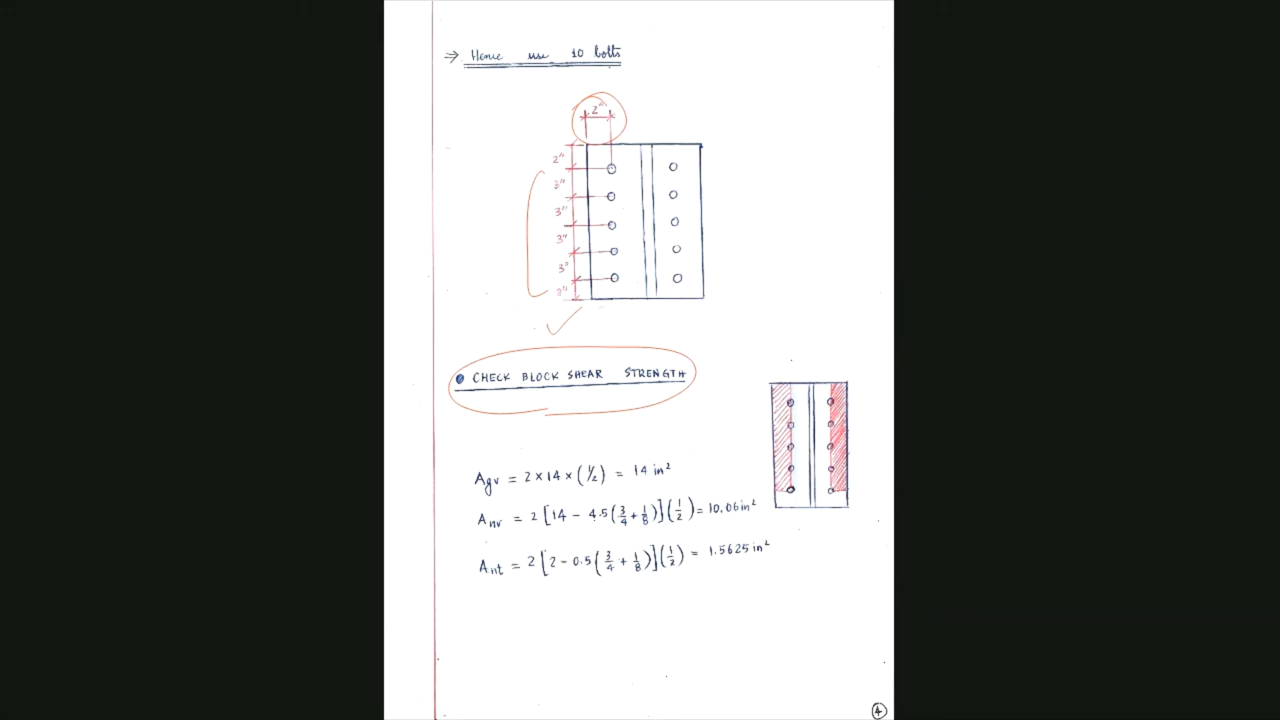 ⇒ Hence use 10 bolts
2"
2"
3"
3"
3"
3"
2"
• CHECK BLOCK SHEAR STRENGTH
Agv = 2 × 14 × (1/2) = 14 in²
Anv = 2 [14 - 4.5 (3/4 + 1/8)] (1/2) = 10.06 in²
Ant = 2 [2 - 0.5 (3/4 + 1/8)] (1/2) = 1.5625 in²
4